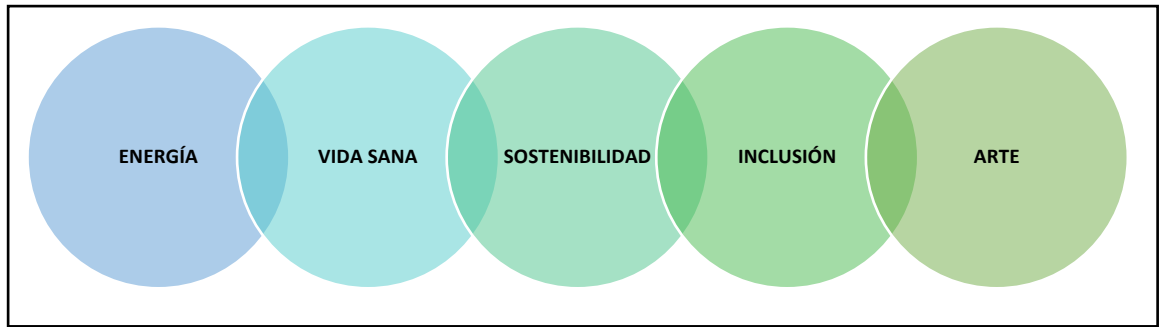 ENERGÍA
VIDA SANA
SOSTENIBILIDAD
INCLUSIÓN
ARTE